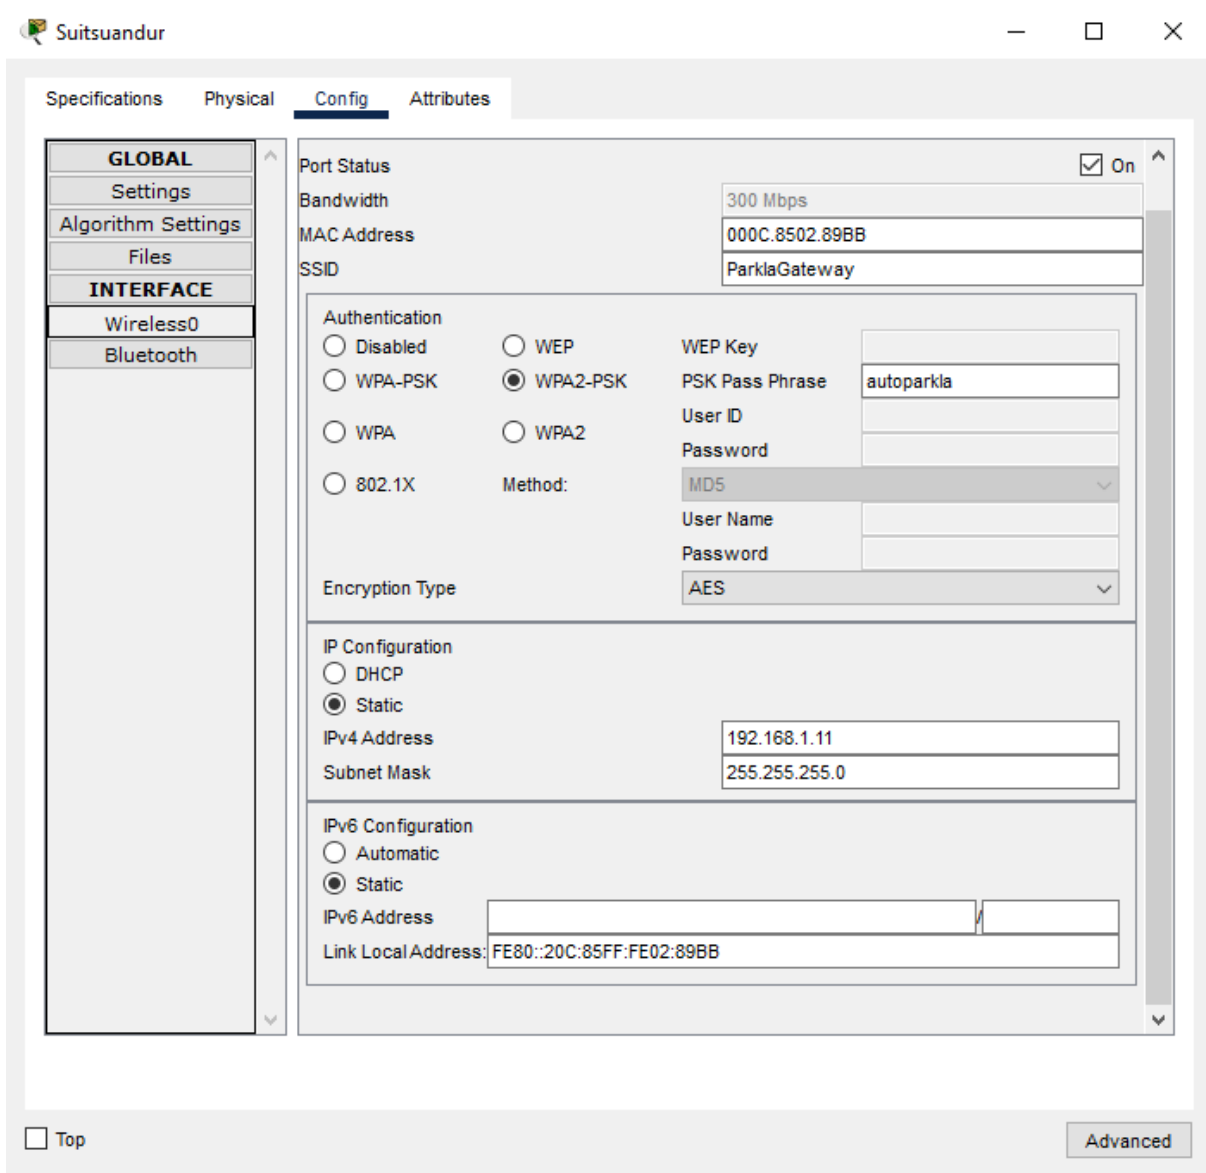 Suitsuandur
Specifications Physical Config Attributes
GLOBAL
Settings
Algorithm Settings
Files
INTERFACE
Wireless0
Bluetooth
Port Status On
Bandwidth 300 Mbps
MAC Address 000C.8502.89BB
SSID ParklaGateway
Authentication
Disabled WEP WEP Key
WPA-PSK WPA2-PSK PSK Pass Phrase autoparkla
User ID
WPA WPA2
Password
802.1X Method: MD5
User Name
Password
Encryption Type AES
IP Configuration
DHCP
Static
IPv4 Address 192.168.1.11
Subnet Mask 255.255.255.0
IPv6 Configuration
Automatic
Static
IPv6 Address /
Link Local Address: FE80::20C:85FF:FE02:89BB
Top Advanced